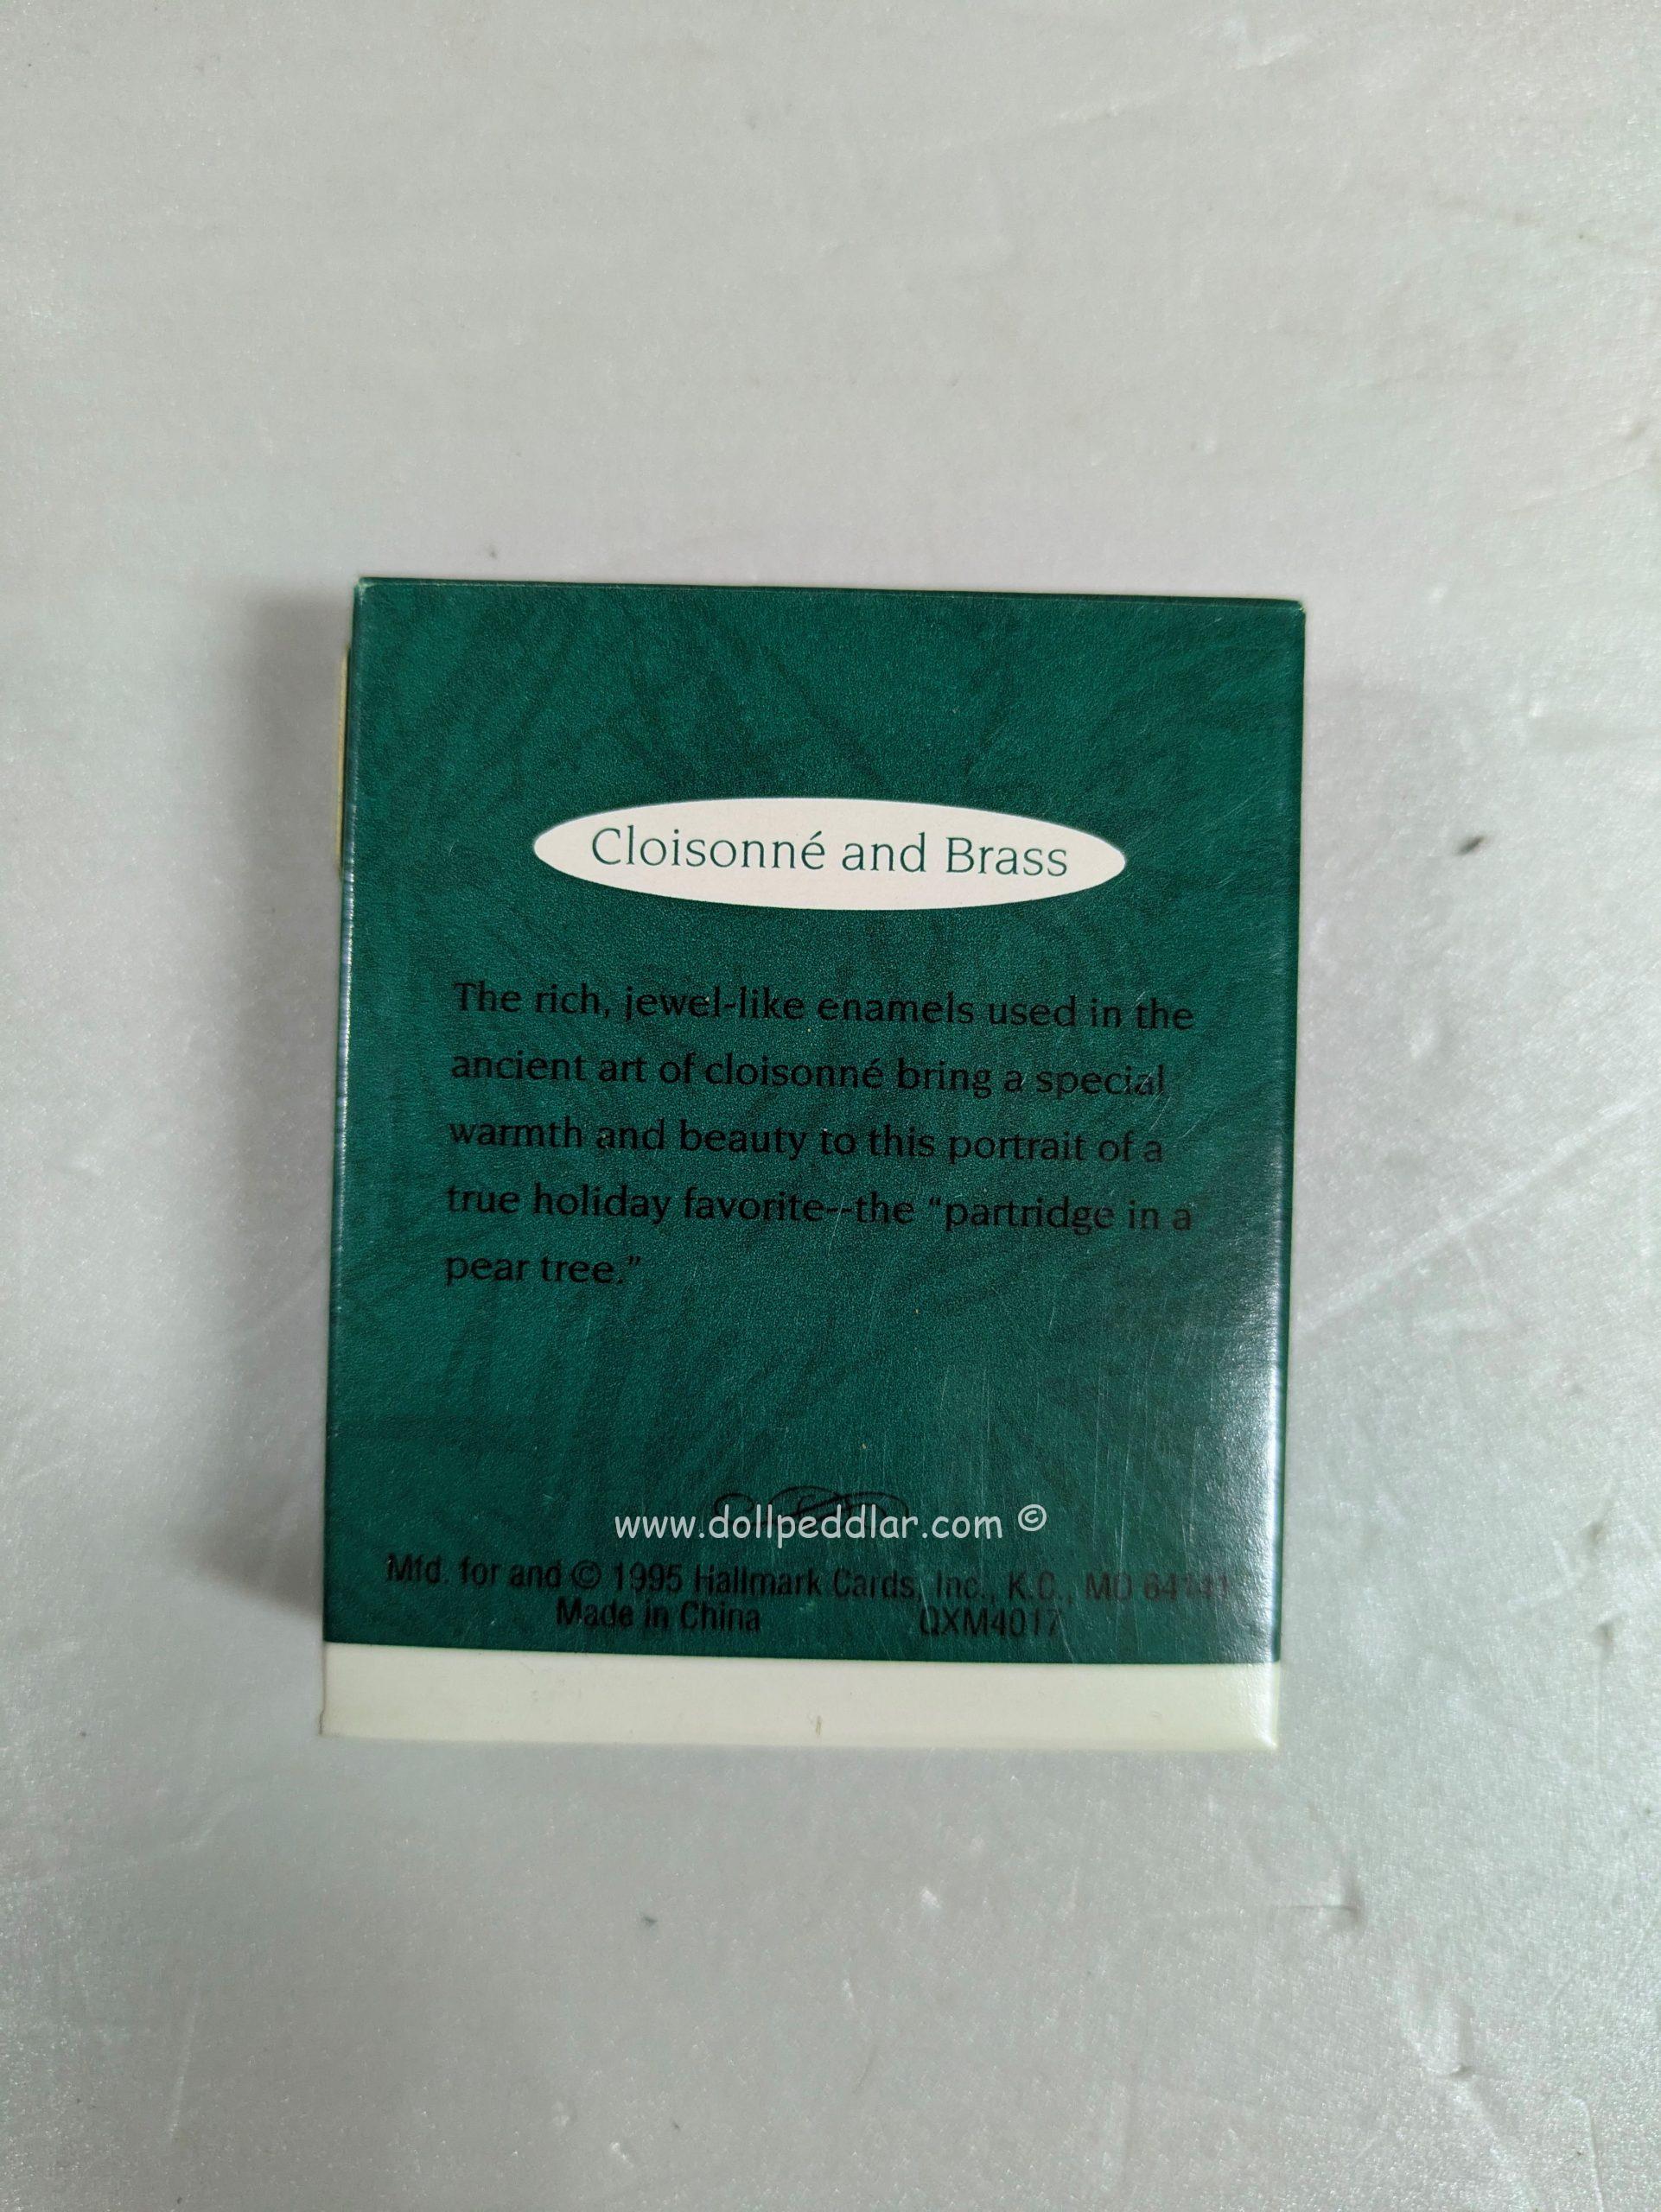 Cloisonné and Brass
The rich, jewel-like enamels used in the
ancient art of cloisonné bring a special
warmth and beauty to this portrait of a
true holiday favorite--the “partridge in a
pear tree.”
www.dollpeddlar.com ©
Mfd. for and © 1995 Hallmark Cards, Inc., K.C., MO 64141
Made in China QXM4017